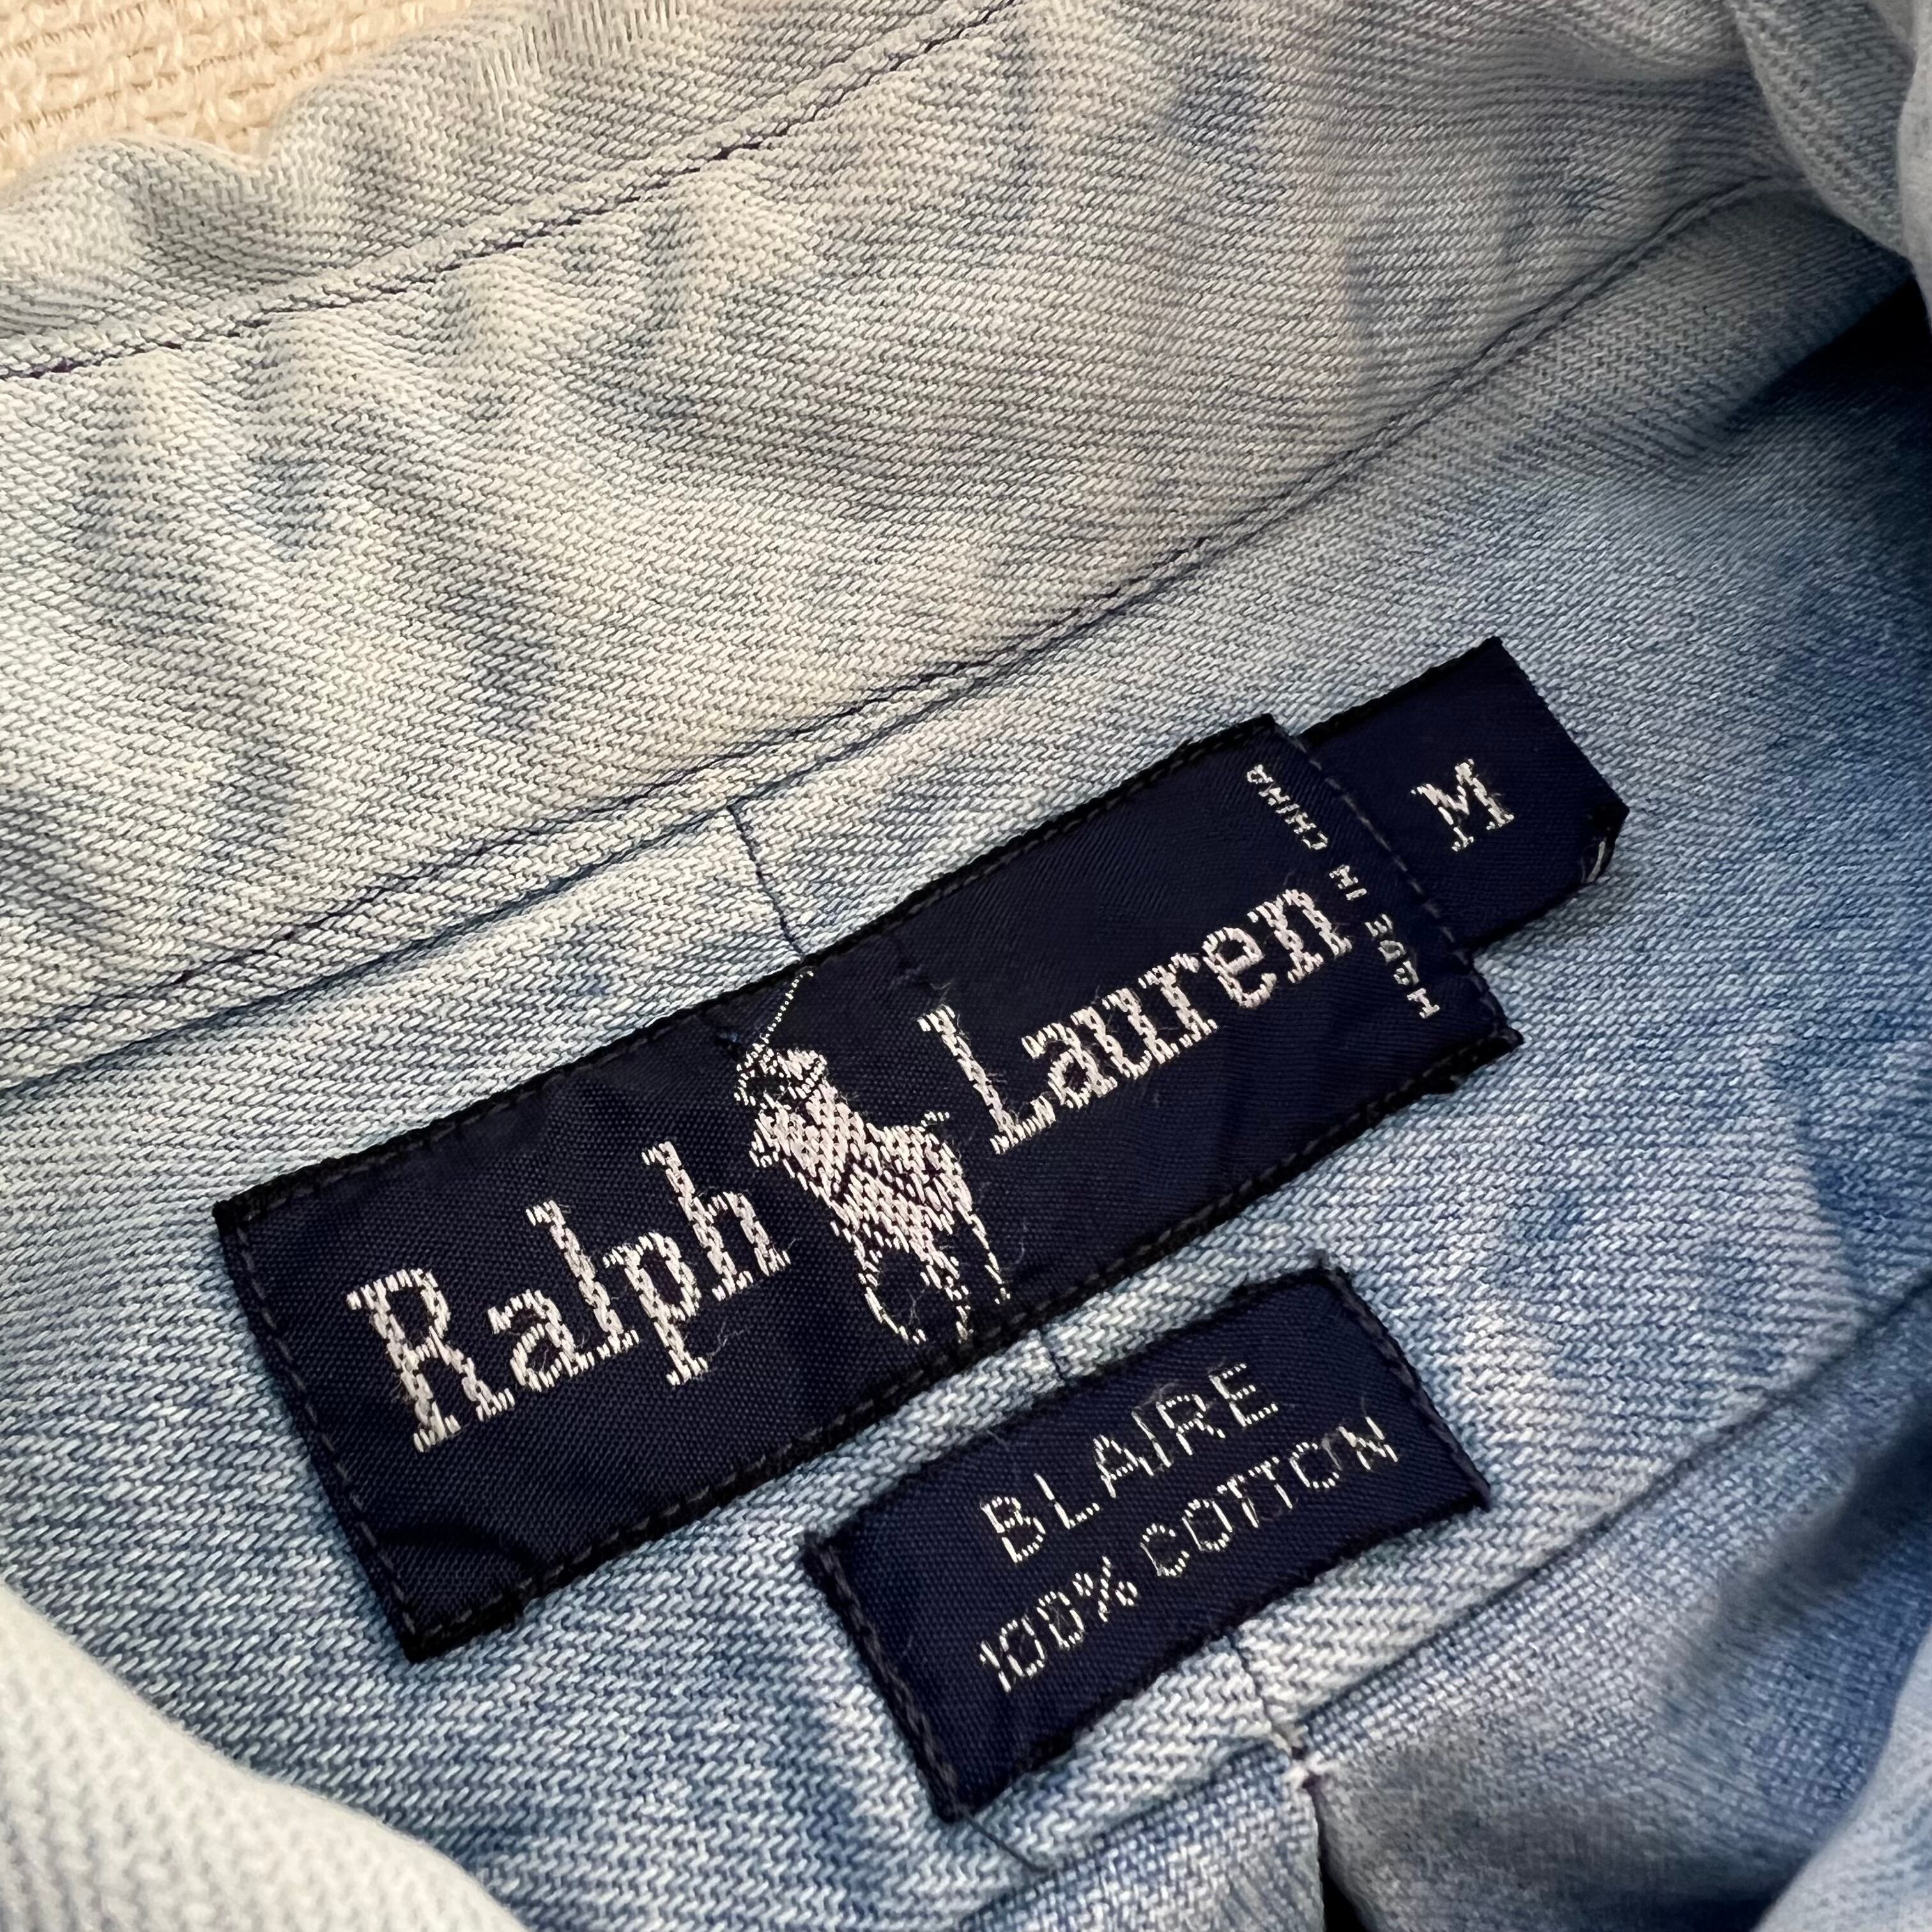 Ralph Lauren
MADE IN CHINA
M
BLAIRE
100% COTTON